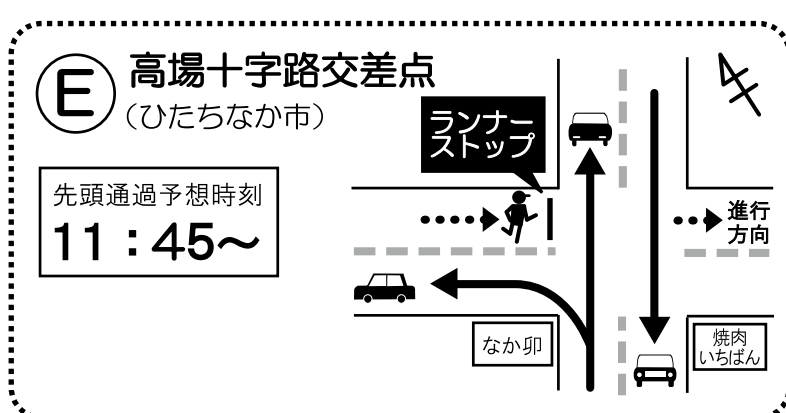 E
高場十字路交差点
（ひたちなか市）
先頭通過予想時刻
11：45〜
ランナー
ストップ
進行
方向
なか卯
焼肉
いちばん